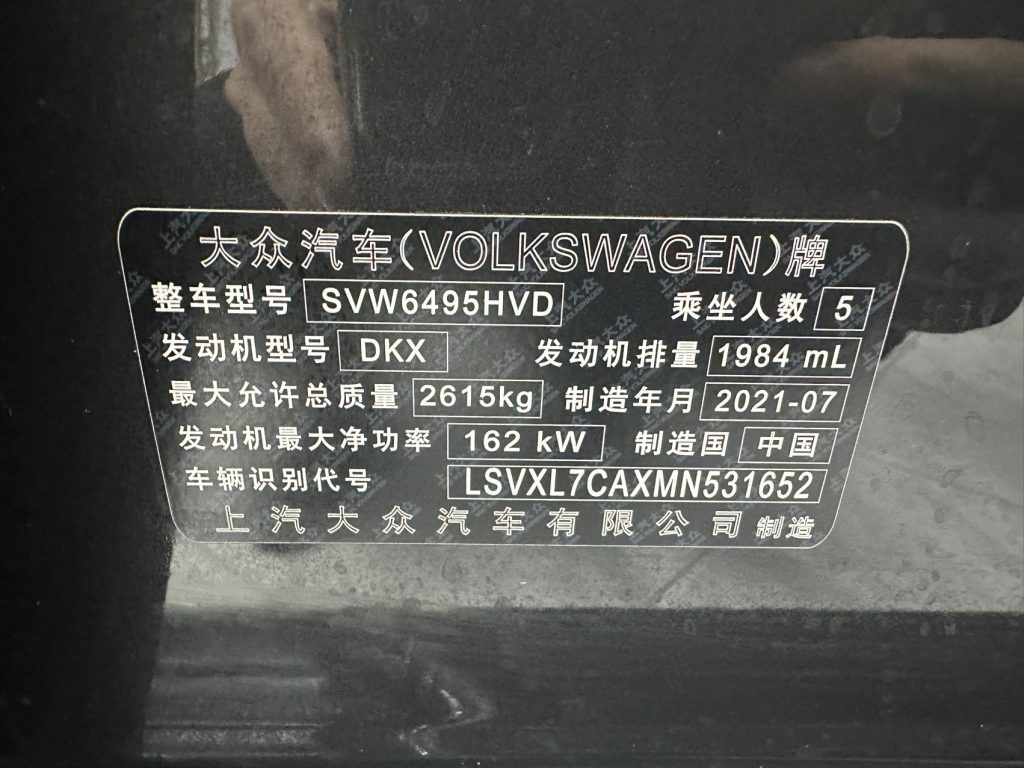 大众汽车(VOLKSWAGEN)牌
整车型号 SVW6495HVD 乘坐人数 5
发动机型号 DKX 发动机排量 1984 mL
最大允许总质量 2615kg 制造年月 2021-07
发动机最大净功率 162 kW 制造国 中国
车辆识别代号 LSVXL7CAXMN531652
上汽大众汽车有限公司 制造